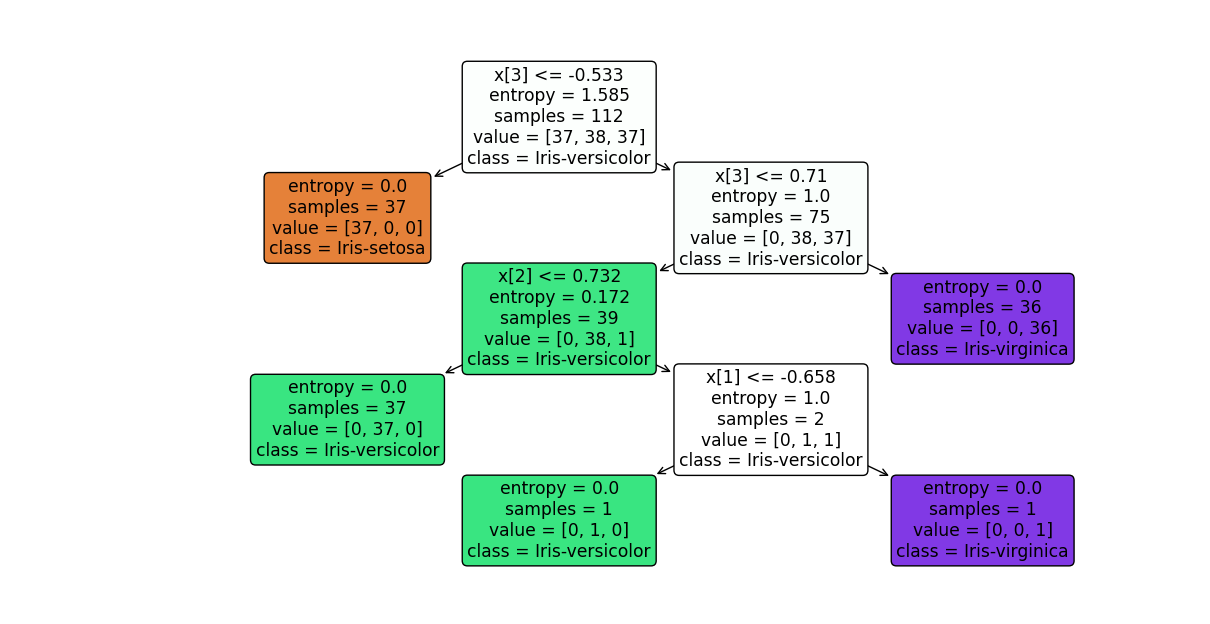 x[3] <= -0.533
entropy = 1.585
samples = 112
value = [37, 38, 37]
class = Iris-versicolor
entropy = 0.0
samples = 37
value = [37, 0, 0]
class = Iris-setosa
x[3] <= 0.71
entropy = 1.0
samples = 75
value = [0, 38, 37]
class = Iris-versicolor
x[2] <= 0.732
entropy = 0.172
samples = 39
value = [0, 38, 1]
class = Iris-versicolor
entropy = 0.0
samples = 36
value = [0, 0, 36]
class = Iris-virginica
entropy = 0.0
samples = 37
value = [0, 37, 0]
class = Iris-versicolor
x[1] <= -0.658
entropy = 1.0
samples = 2
value = [0, 1, 1]
class = Iris-versicolor
entropy = 0.0
samples = 1
value = [0, 1, 0]
class = Iris-versicolor
entropy = 0.0
samples = 1
value = [0, 0, 1]
class = Iris-virginica